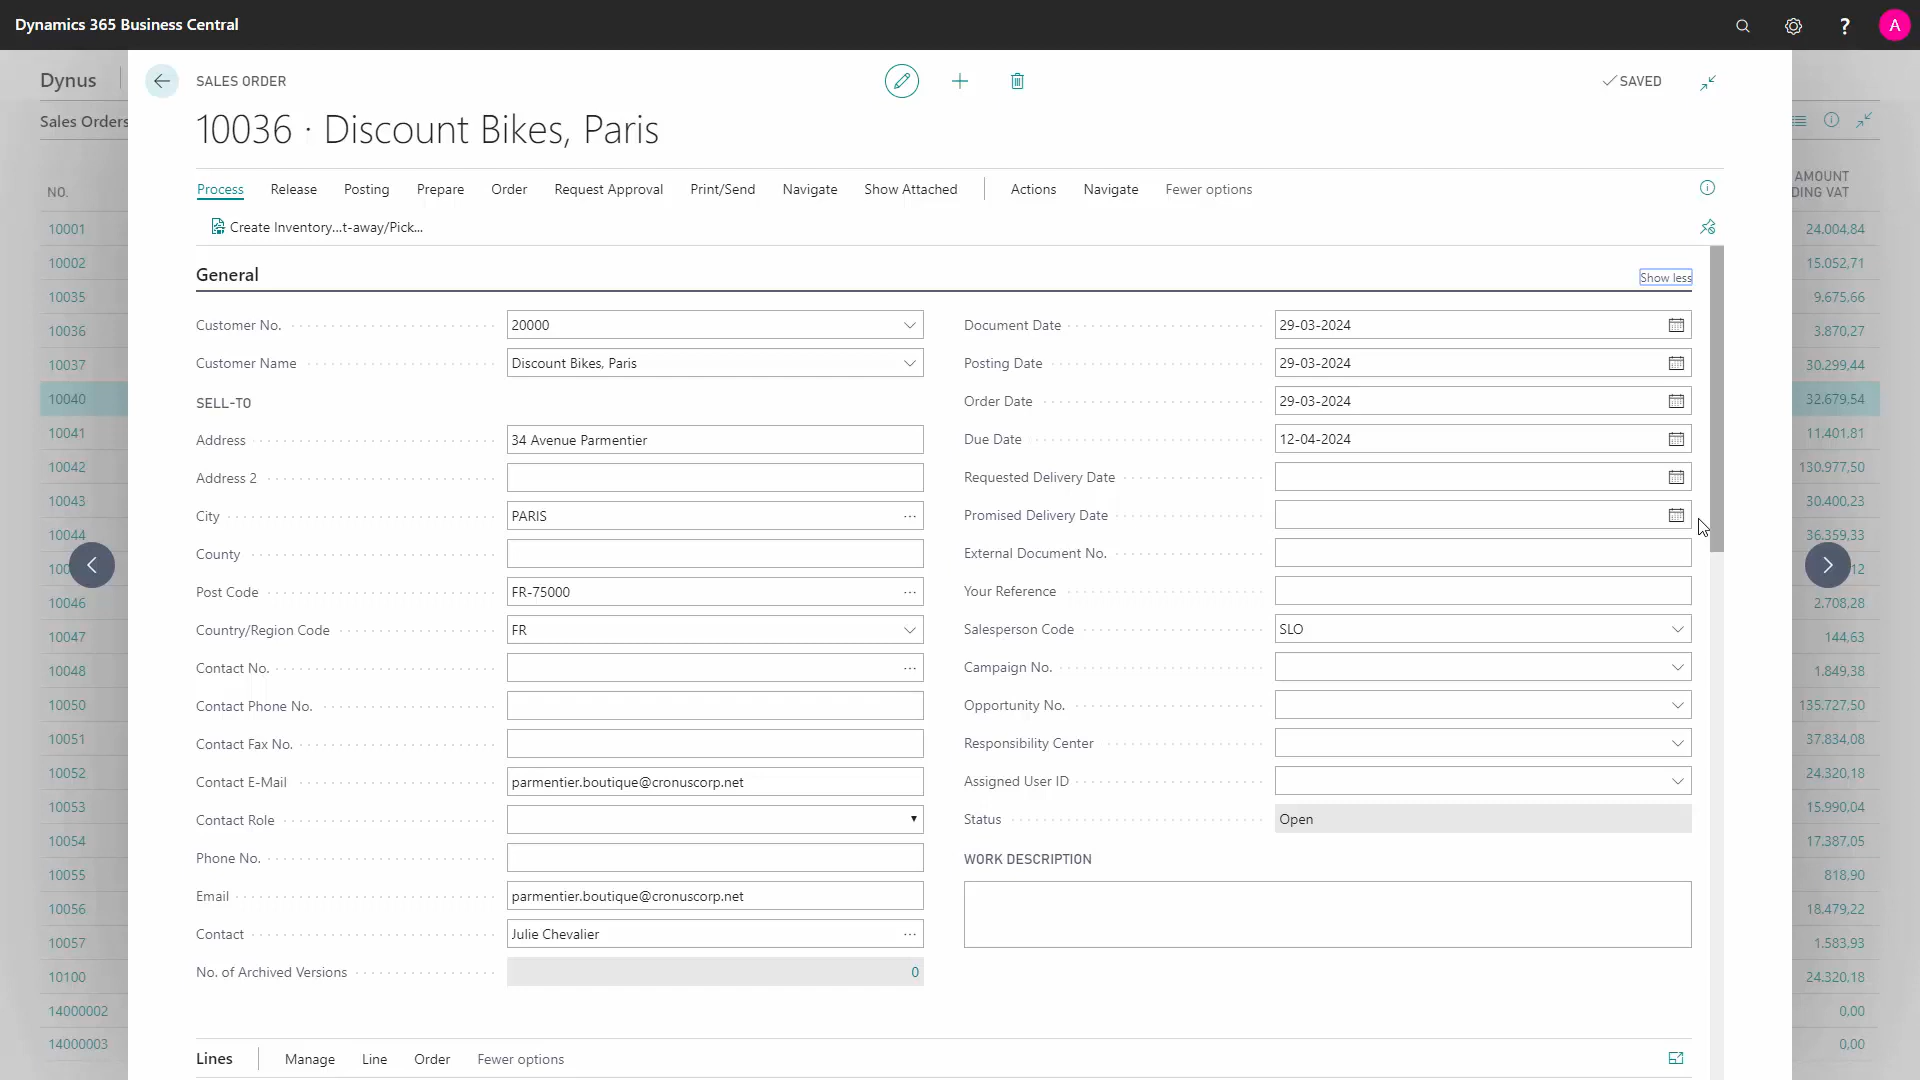 Dynamics 365 Business Central
?
A
Dynus
SALES ORDER
SAVED
Sales Orders
10036 · Discount Bikes, Paris
Process
Release
Posting
Prepare
Order
Request Approval
Print/Send
Navigate
Show Attached
Actions
Navigate
Fewer options
Create Inventory...t-away/Pick...
General
Show less
Customer No.
20000
Customer Name
Discount Bikes, Paris
SELL-TO
Address
34 Avenue Parmentier
Address 2
City
PARIS
County
Post Code
FR-75000
Country/Region Code
FR
Contact No.
Contact Phone No.
Contact Fax No.
Contact E-Mail
parmentier.boutique@cronuscorp.net
Contact Role
Phone No.
Email
parmentier.boutique@cronuscorp.net
Contact
Julie Chevalier
No. of Archived Versions
0
Document Date
29-03-2024
Posting Date
29-03-2024
Order Date
29-03-2024
Due Date
12-04-2024
Requested Delivery Date
Promised Delivery Date
External Document No.
Your Reference
Salesperson Code
SLO
Campaign No.
Opportunity No.
Responsibility Center
Assigned User ID
Status
Open
WORK DESCRIPTION
Lines
Manage
Line
Order
Fewer options
NO.
10001
10002
10035
10036
10037
10040
10041
10042
10043
10044
10046
10047
10048
10050
10051
10052
10053
10054
10055
10056
10057
10100
14000002
14000003
AMOUNT
DING VAT
24.004,84
15.052,71
9.675,66
3.870,27
30.299,44
32.679,54
11.401,81
130.977,50
30.400,23
36.359,33
12
2.708,28
144,63
1.849,38
135.727,50
37.834,08
24.320,18
15.990,04
17.387,05
818,90
18.479,22
1.583,93
24.320,18
0,00
0,00